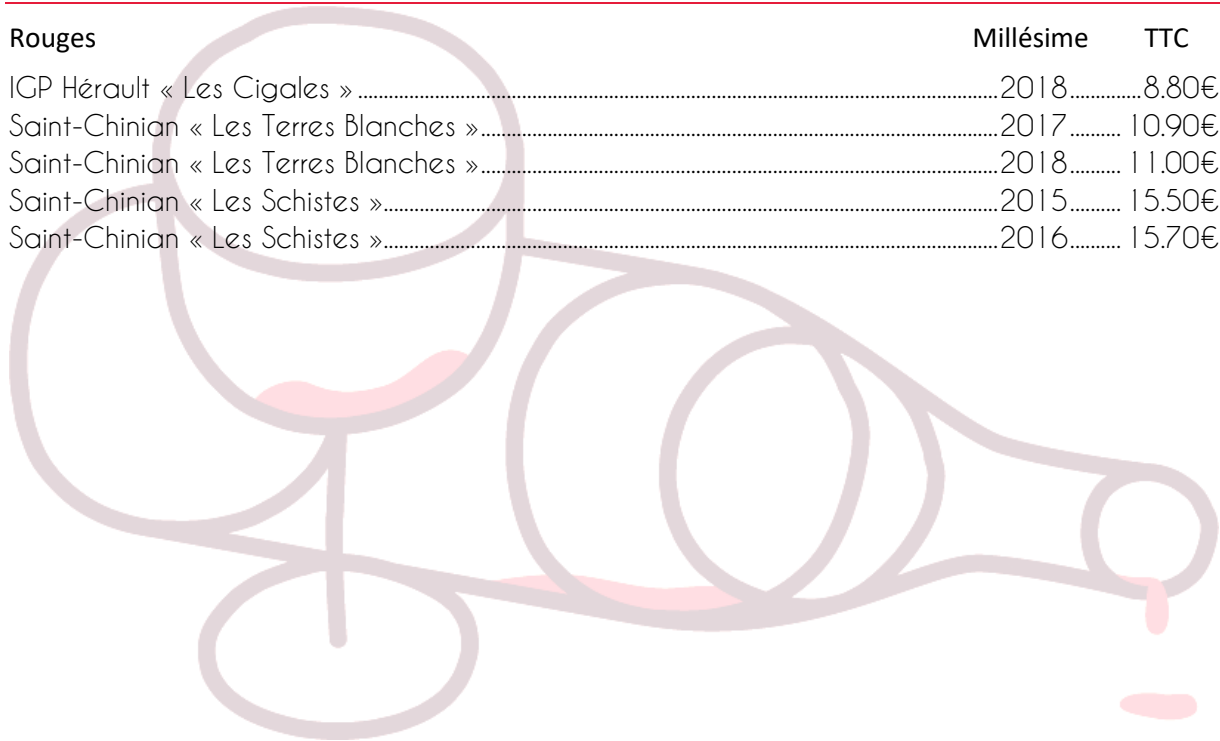 Rouges Millésime TTC
IGP Hérault « Les Cigales » 2018 8.80€
Saint-Chinian « Les Terres Blanches » 2017 10.90€
Saint-Chinian « Les Terres Blanches » 2018 11.00€
Saint-Chinian « Les Schistes » 2015 15.50€
Saint-Chinian « Les Schistes » 2016 15.70€